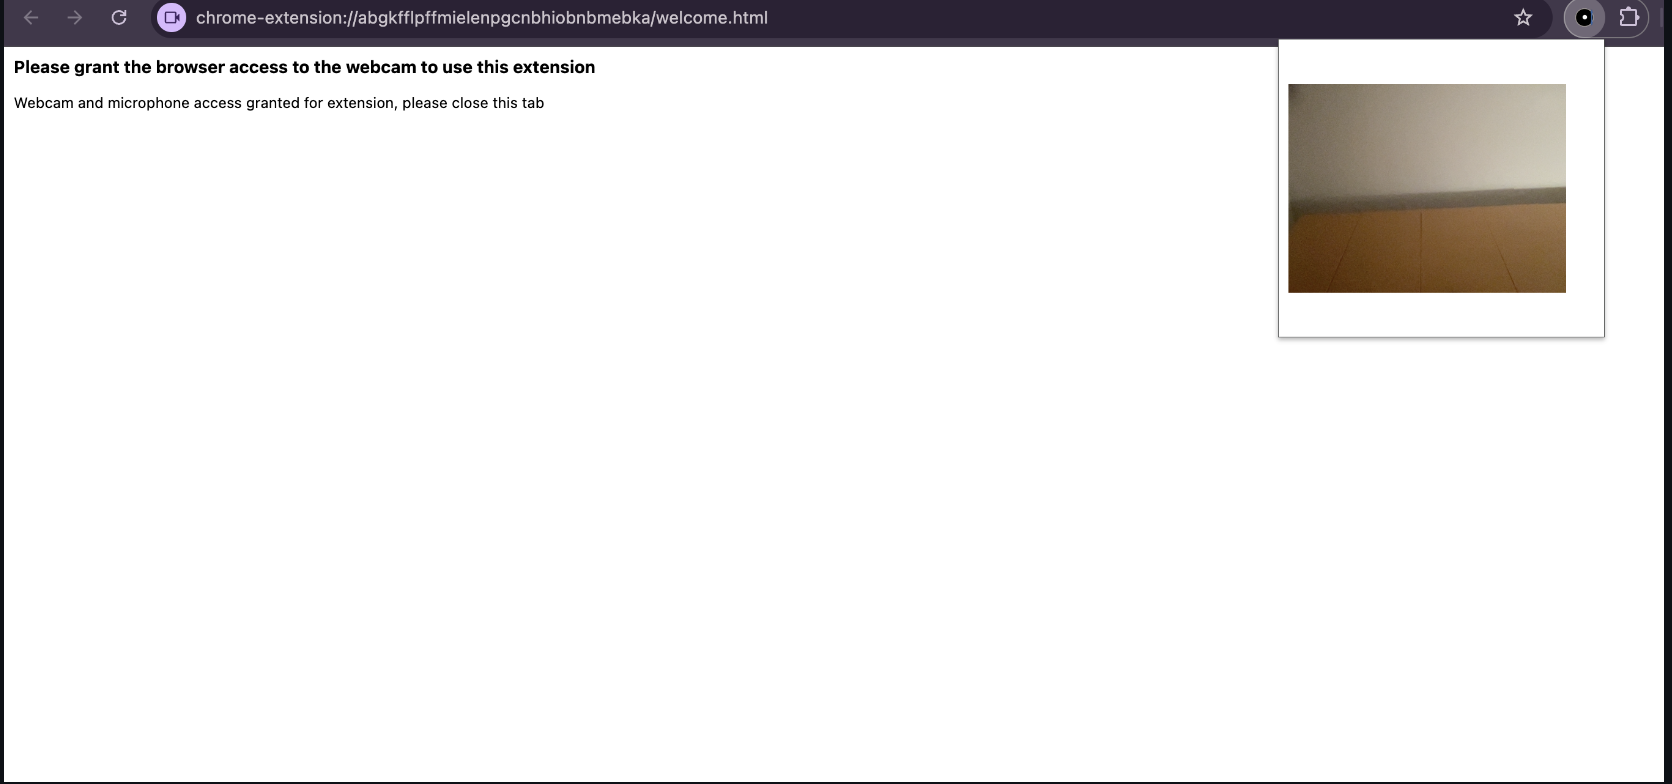 chrome-extension://abgkfflpffmielenpgcnbhiobnbmebka/welcome.html
Please grant the browser access to the webcam to use this extension
Webcam and microphone access granted for extension, please close this tab